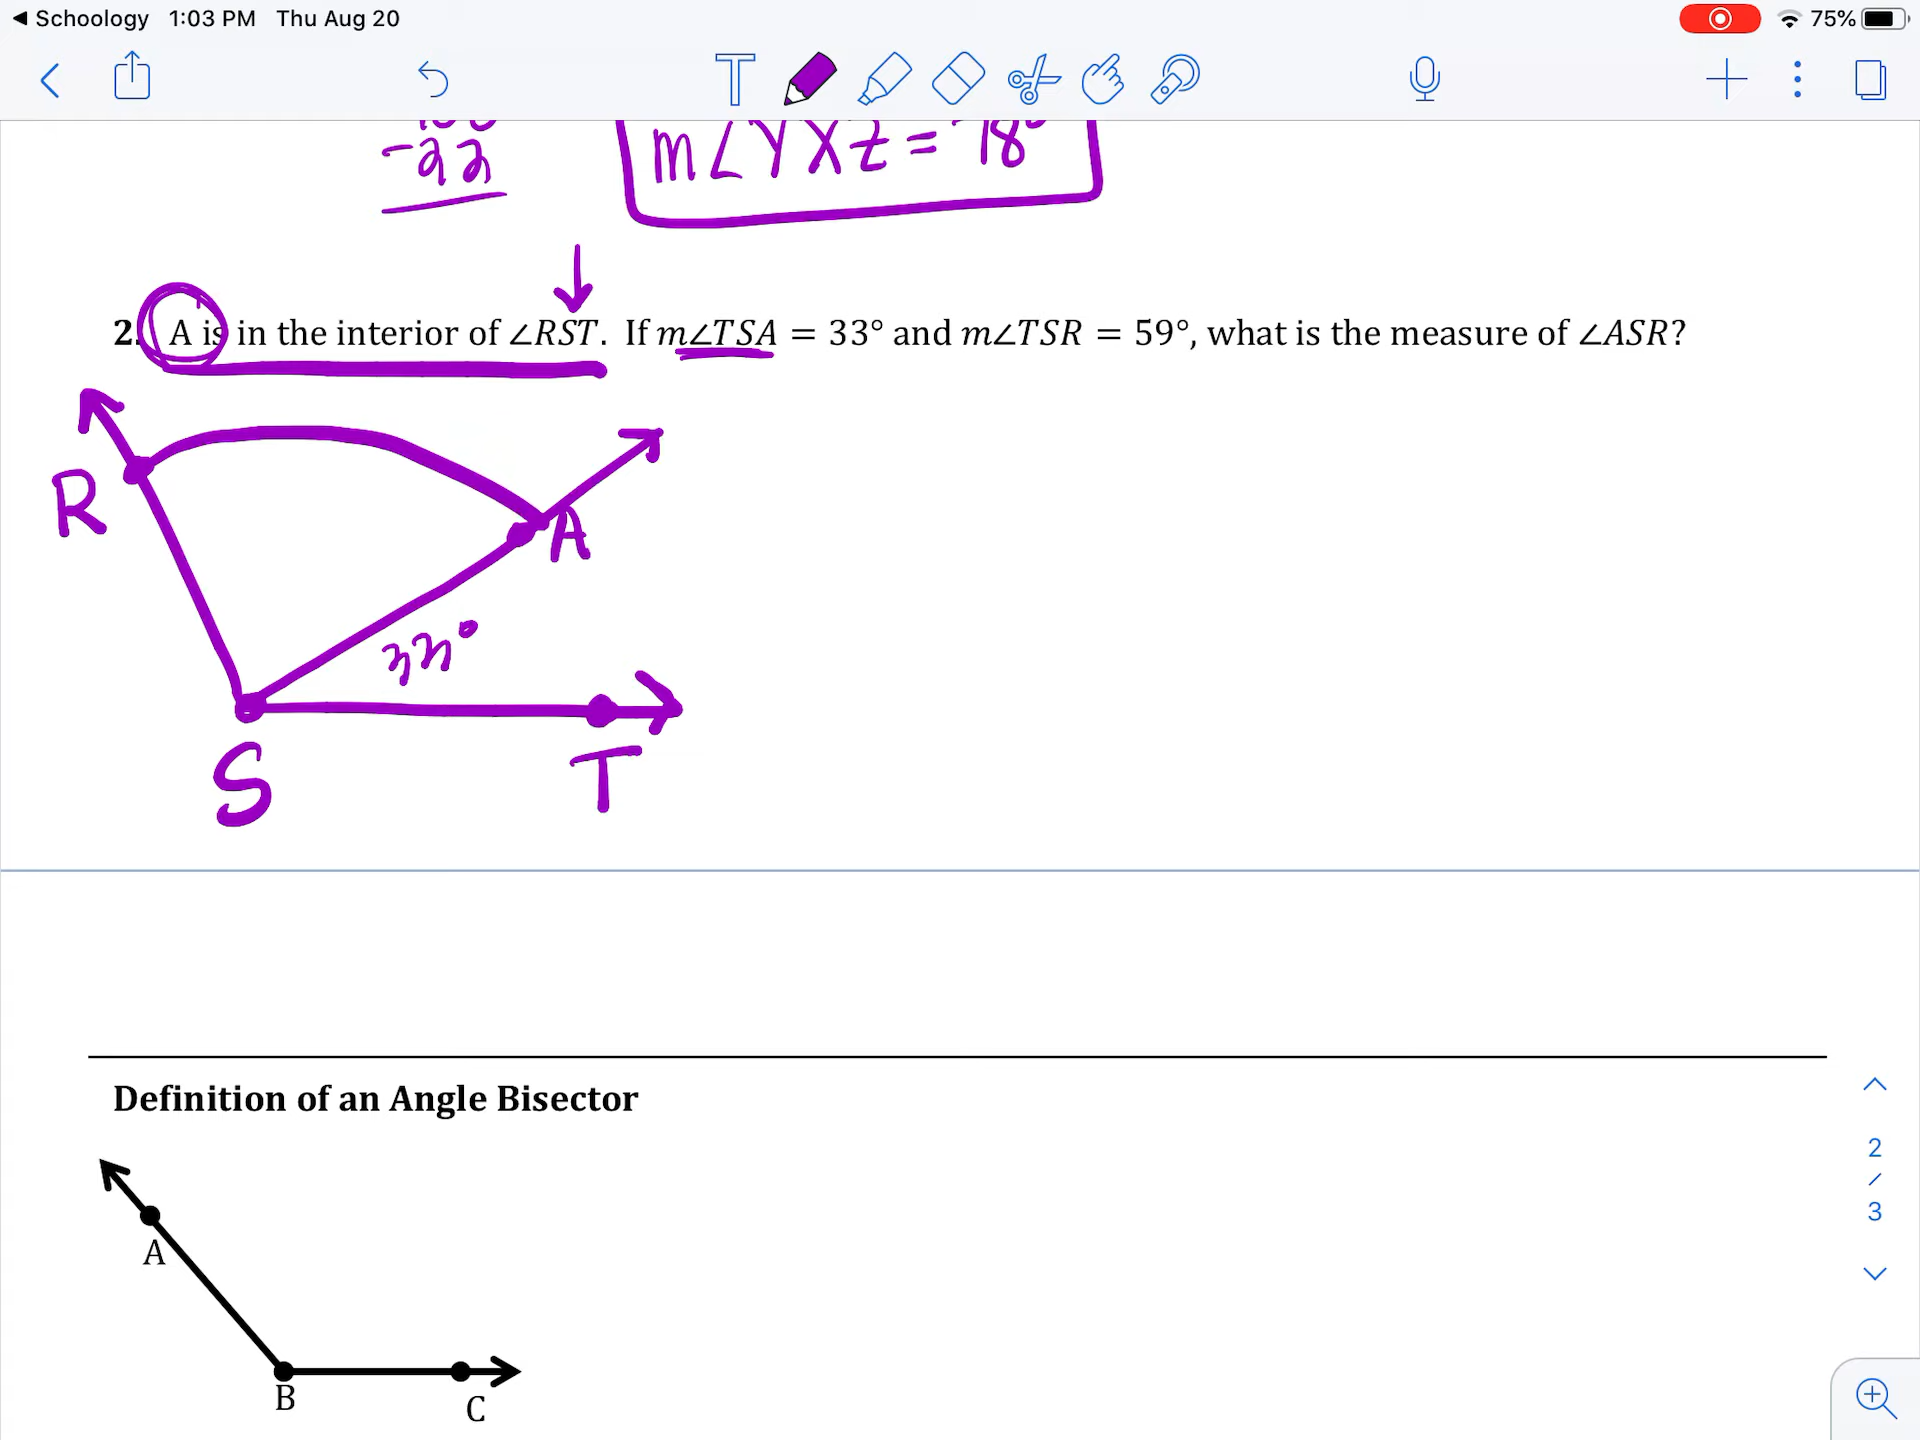 Schoology 1:03 PM Thu Aug 20
75%
T
-22
m∠YXZ = 78°
2. A is in the interior of ∠RST. If m∠TSA = 33° and m∠TSR = 59°, what is the measure of ∠ASR?
R
A
33°
S
T
Definition of an Angle Bisector
A
B
C
2
/
3